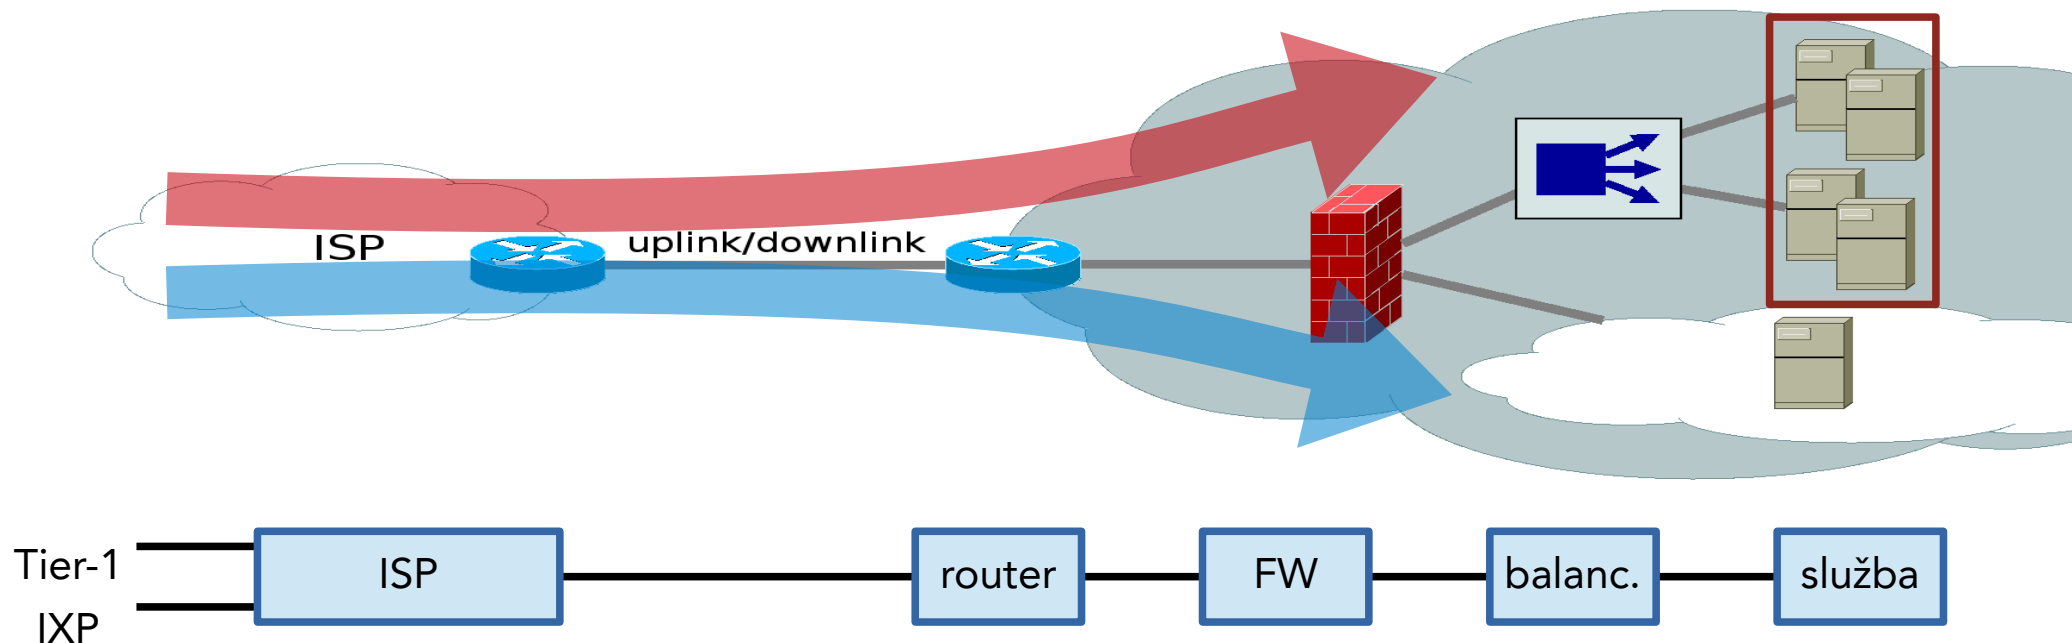 ISP
uplink/downlink
Tier-1
IXP
ISP
router
FW
balanc.
služba